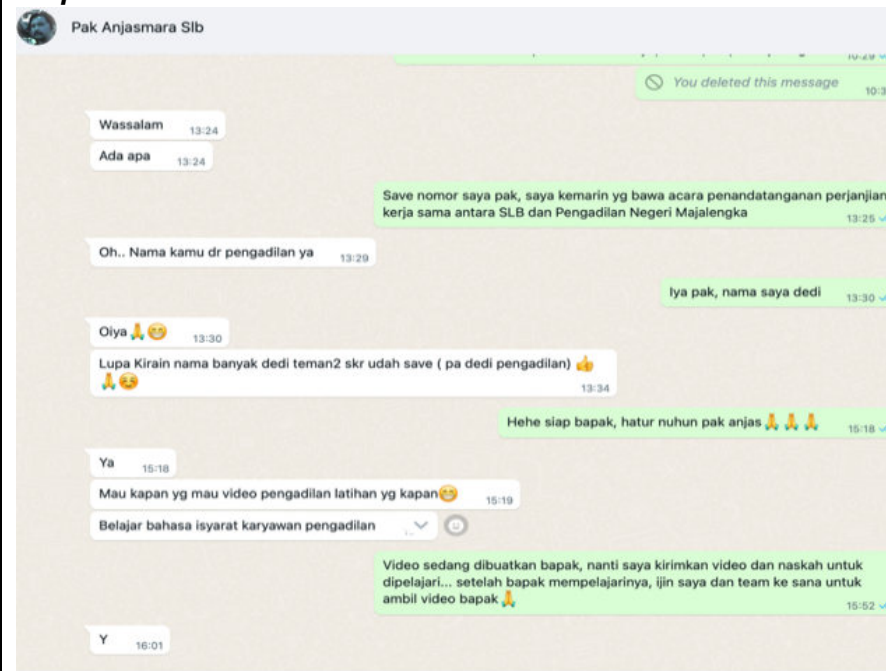 Pak Anjasmara Slb
You deleted this message
Wassalam 13:24
Ada apa 13:24
Save nomor saya pak, saya kemarin yg bawa acara penandatanganan perjanjian
kerja sama antara SLB dan Pengadilan Negeri Majalengka 13:25
Oh.. Nama kamu dr pengadilan ya 13:29
Iya pak, nama saya dedi 13:30
Oiya🙏😁 13:30
Lupa Kirain nama banyak dedi teman2 skr udah save ( pa dedi pengadilan) 👍
🙏☺️ 13:34
Hehe siap bapak, hatur nuhun pak anjas🙏🙏🙏 15:18
Ya 15:18
Mau kapan yg mau video pengadilan latihan yg kapan😁 15:19
Belajar bahasa isyarat karyawan pengadilan
Video sedang dibuatkan bapak, nanti saya kirimkan video dan naskah untuk
dipelajari... setelah bapak mempelajarinya, ijin saya dan team ke sana untuk
ambil video bapak🙏 15:52
Y 16:01